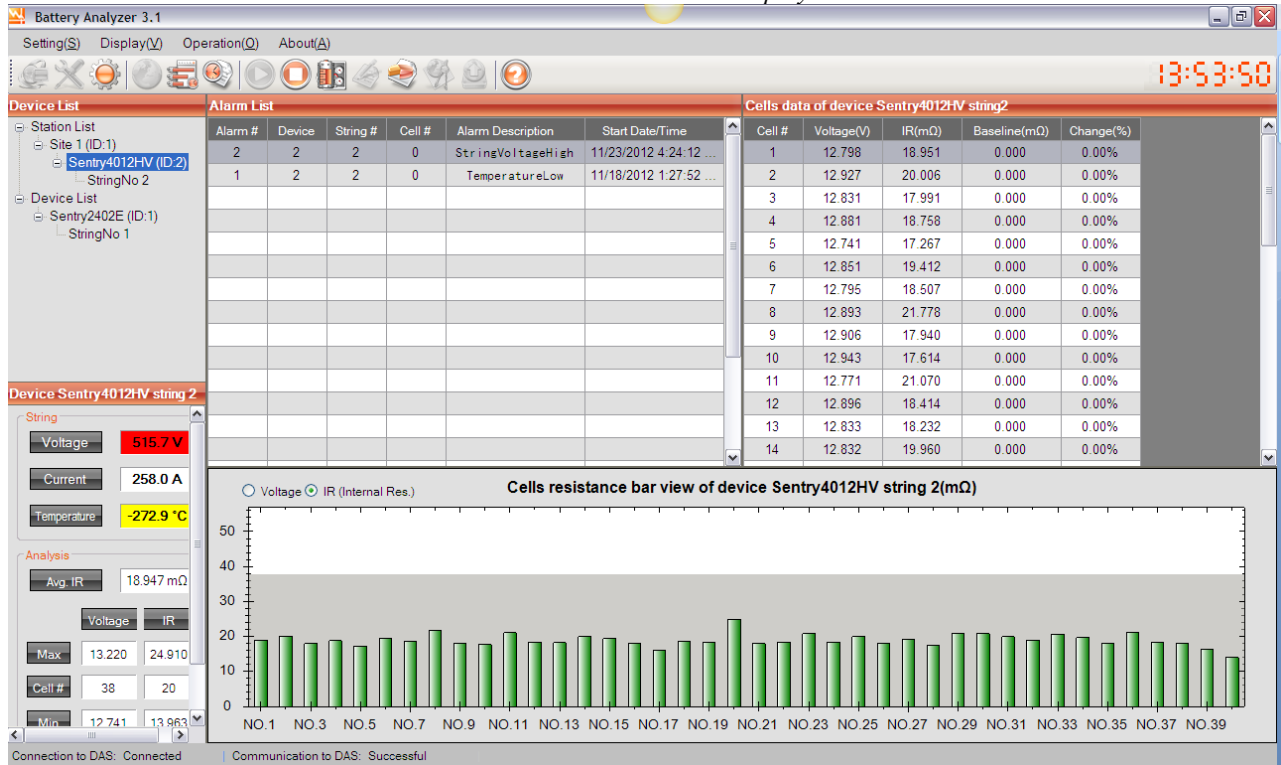 Battery Analyzer 3.1
Setting(S) Display(V) Operation(O) About(A)
13:53:50
Device List
Station List
Site 1 (ID:1)
Sentry4012HV (ID:2)
StringNo 2
Device List
Sentry2402E (ID:1)
StringNo 1
Alarm List
Alarm # Device String # Cell # Alarm Description Start Date/Time
2 2 2 0 StringVoltageHigh 11/23/2012 4:24:12 ...
1 2 2 0 TemperatureLow 11/18/2012 1:27:52 ...
Cells data of device Sentry4012HV string2
Cell # Voltage(V) IR(mΩ) Baseline(mΩ) Change(%)
1 12.798 18.951 0.000 0.00%
2 12.927 20.006 0.000 0.00%
3 12.831 17.991 0.000 0.00%
4 12.881 18.758 0.000 0.00%
5 12.741 17.267 0.000 0.00%
6 12.851 19.412 0.000 0.00%
7 12.795 18.507 0.000 0.00%
8 12.893 21.778 0.000 0.00%
9 12.906 17.940 0.000 0.00%
10 12.943 17.614 0.000 0.00%
11 12.771 21.070 0.000 0.00%
12 12.896 18.414 0.000 0.00%
13 12.833 18.232 0.000 0.00%
14 12.832 19.960 0.000 0.00%
Device Sentry4012HV string 2
String
Voltage 515.7 V
Current 258.0 A
Temperature -272.9 °C
Analysis
Avg. IR 18.947 mΩ
Voltage IR
Max 13.220 24.910
Cell # 38 20
Min 12.741 13.963
Voltage IR (Internal Res.)
Cells resistance bar view of device Sentry4012HV string 2(mΩ)
50
40
30
20
10
0
NO.1 NO.3 NO.5 NO.7 NO.9 NO.11 NO.13 NO.15 NO.17 NO.19 NO.21 NO.23 NO.25 NO.27 NO.29 NO.31 NO.33 NO.35 NO.37 NO.39
Connection to DAS: Connected Communication to DAS: Successful